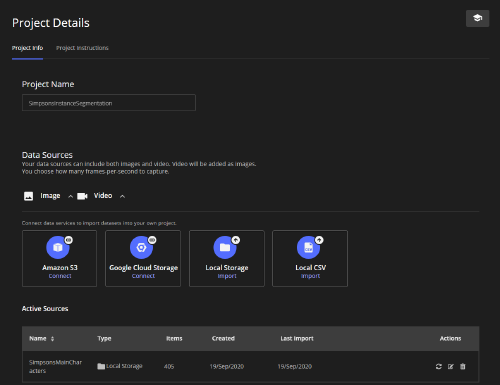 Project Details
Project Info Project Instructions
Project Name
SimpsonsInstanceSegmentation
Data Sources
Your data sources can include both images and video. Video will be added as images.
You choose how many frames-per-second to capture.
Image Video
Connect data services to import datasets into your own project.
Amazon S3 Google Cloud Storage Local Storage Local CSV
Connect Connect Import Import
Active Sources
Name Type Items Created Last Import Actions
SimpsonsMainChar
acters Local Storage 405 19/Sep/2020 19/Sep/2020